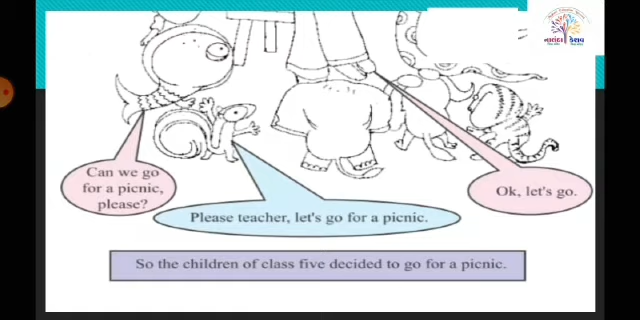 નાલંદા કેરાવ
Can we go
for a picnic,
please?
Please teacher, let's go for a picnic.
Ok, let's go.
So the children of class five decided to go for a picnic.